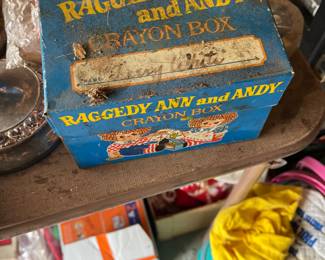 RAGGEDY ANN
and ANDY
CRAYON BOX
RAGGEDY ANN and ANDY
CRAYON BOX